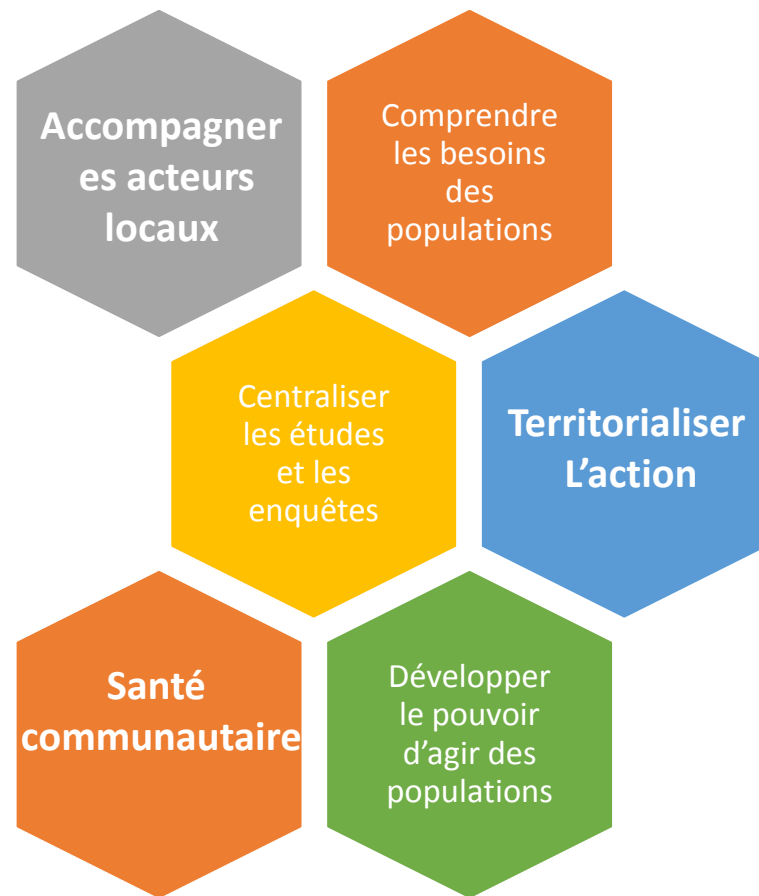 Accompagner
es acteurs
locaux
Comprendre
les besoins
des
populations
Centraliser
les études
et les
enquêtes
Territorialiser
L'action
Santé
communautaire
Développer
le pouvoir
d'agir des
populations